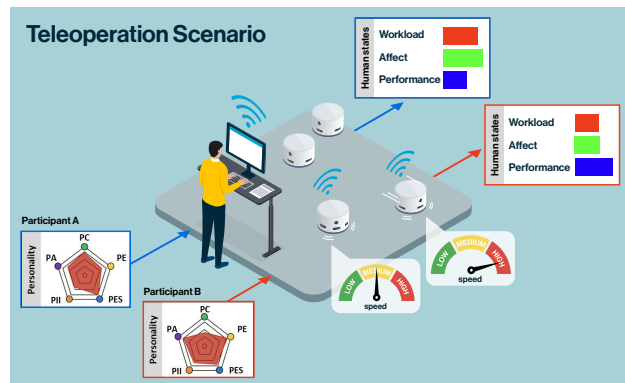 Teleoperation Scenario
Human states
Workload
Affect
Performance
Human states
Workload
Affect
Performance
Participant A
Personality
PC
PA
PE
PII
PES
Participant B
Personality
PC
PA
PE
PII
PES
LOW
MEDIUM
HIGH
speed
LOW
MEDIUM
HIGH
speed